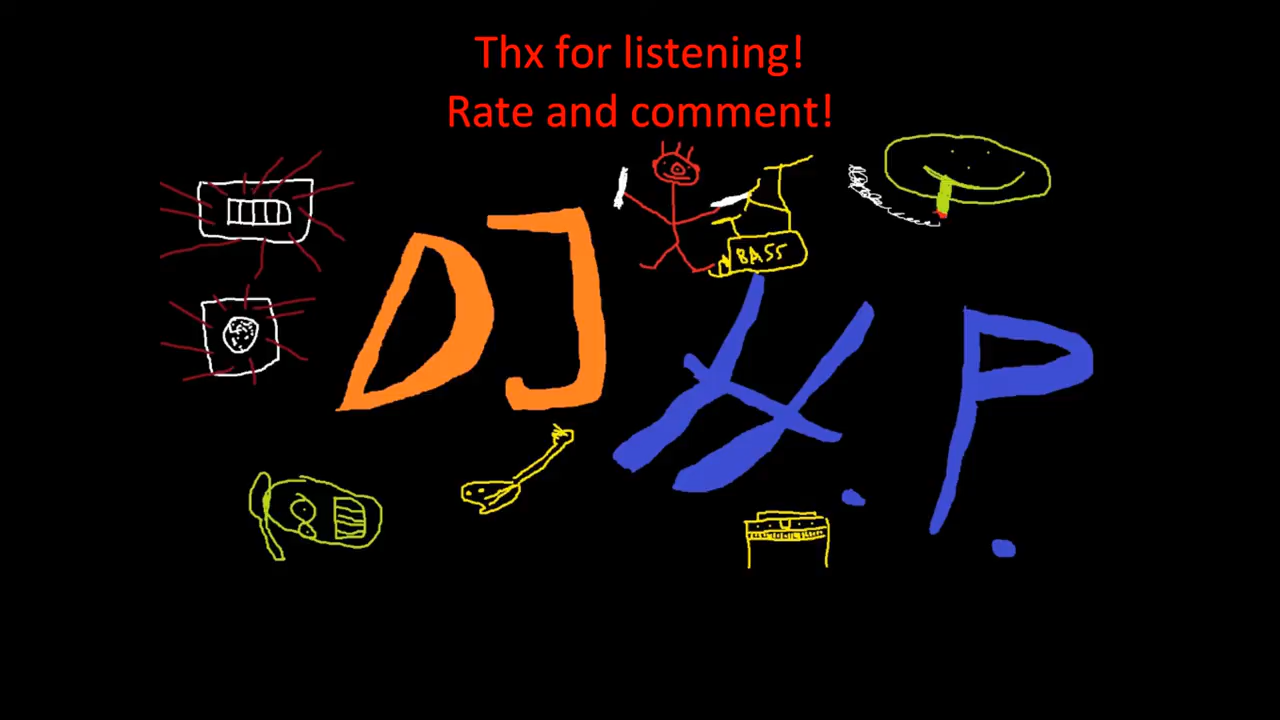 Thx for listening!
Rate and comment!
BASS
DJ H.P.